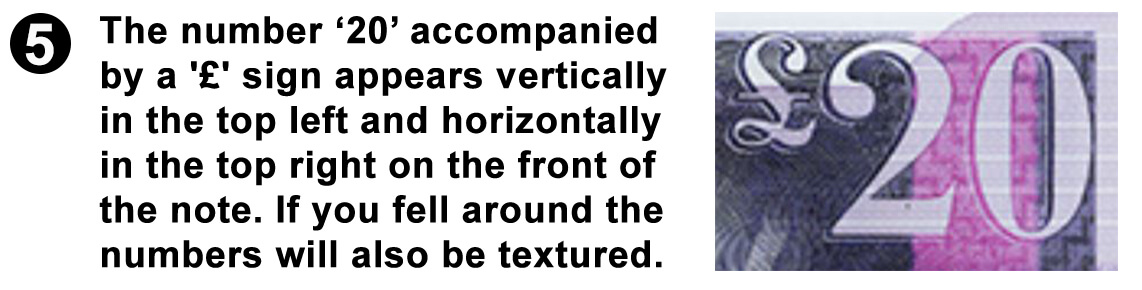 5
The number ‘20’ accompanied
by a '£' sign appears vertically
in the top left and horizontally
in the top right on the front of
the note. If you fell around the
numbers will also be textured.
£20